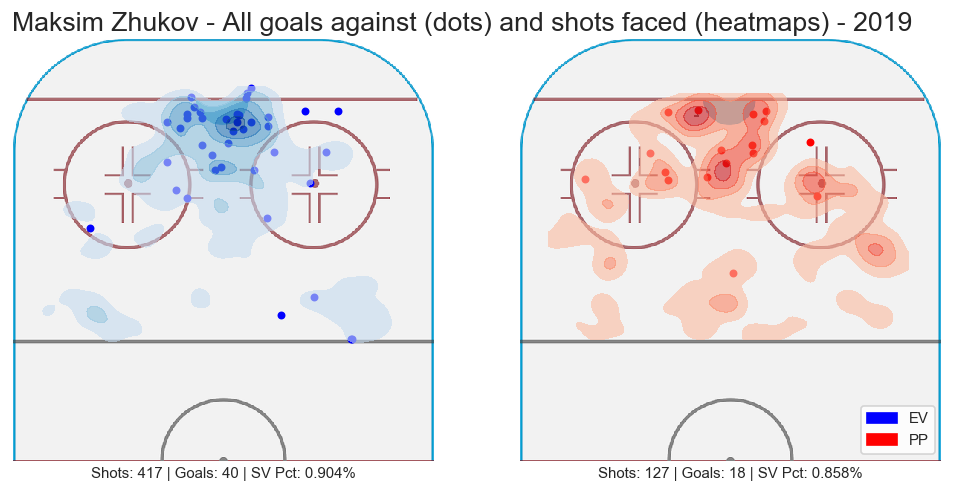 Maksim Zhukov - All goals against (dots) and shots faced (heatmaps) - 2019
EV
PP
Shots: 417 | Goals: 40 | SV Pct: 0.904%
Shots: 127 | Goals: 18 | SV Pct: 0.858%